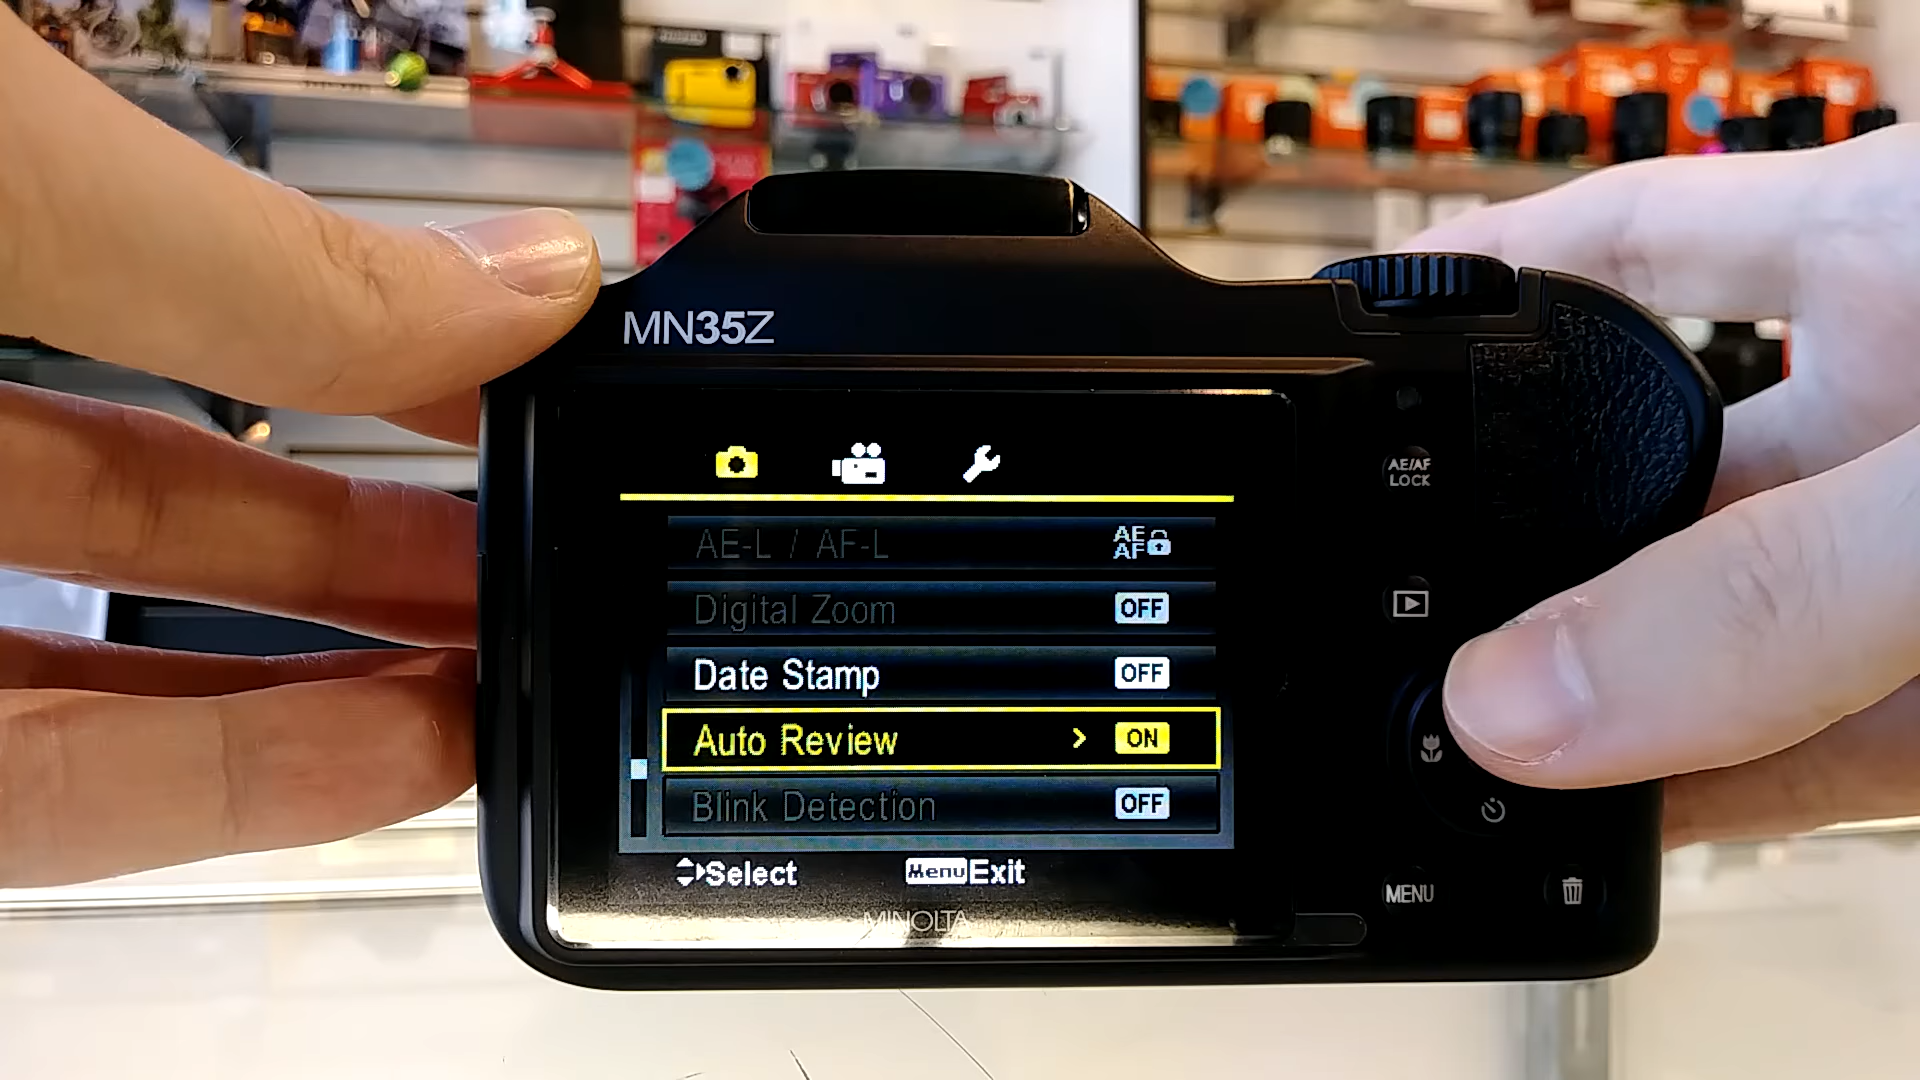 MN35Z
AE/AF
LOCK
AE-L / AF-L AE AF
Digital Zoom OFF
Date Stamp OFF
Auto Review > ON
Blink Detection OFF
Select Menu Exit
MENU
MINOLTA